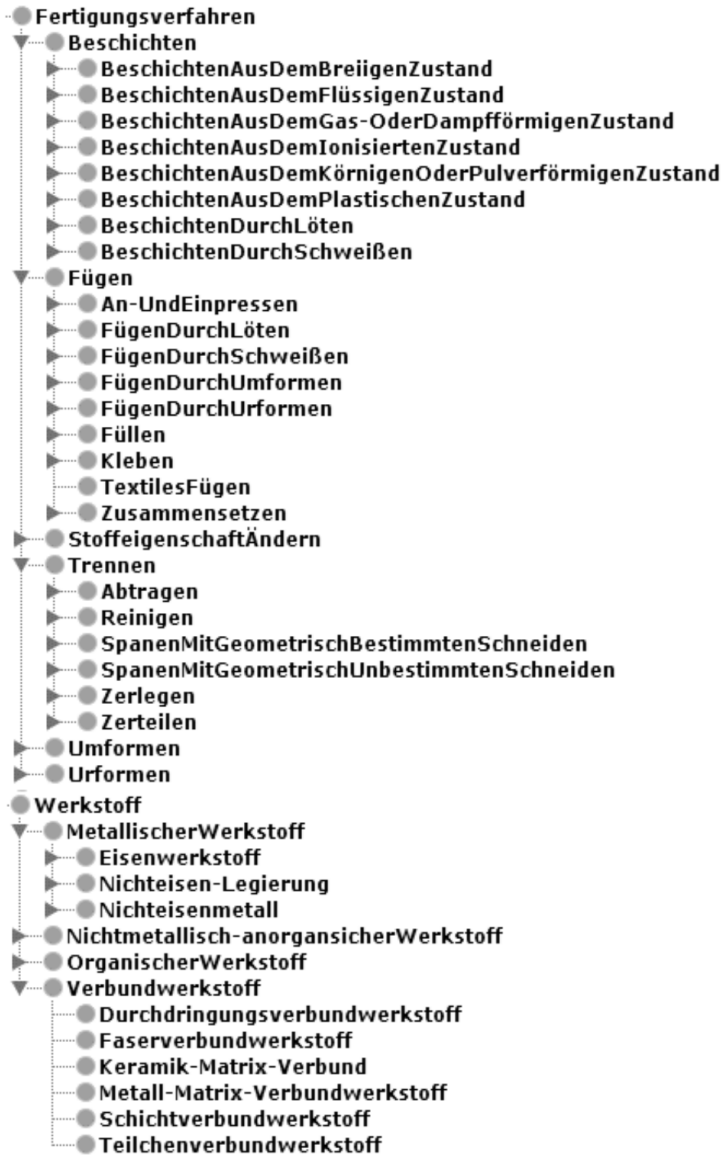 Fertigungsverfahren
Beschichten
BeschichtenAusDemBreiigenZustand
BeschichtenAusDemFlüssigenZustand
BeschichtenAusDemGas-OderDampfförmigenZustand
BeschichtenAusDemIonisiertenZustand
BeschichtenAusDemKörnigenOderPulverförmigenZustand
BeschichtenAusDemPlastischenZustand
BeschichtenDurchLöten
BeschichtenDurchSchweißen
Fügen
An-UndEinpressen
FügenDurchLöten
FügenDurchSchweißen
FügenDurchUmformen
FügenDurchUrformen
Füllen
Kleben
TextilesFügen
Zusammensetzen
StoffeigenschaftÄndern
Trennen
Abtragen
Reinigen
SpanenMitGeometrischBestimmtenSchneiden
SpanenMitGeometrischUnbestimmtenSchneiden
Zerlegen
Zerteilen
Umformen
Urformen
Werkstoff
MetallischerWerkstoff
Eisenwerkstoff
Nichteisen-Legierung
Nichteisenmetall
Nichtmetallisch-anorgansicherWerkstoff
OrganischerWerkstoff
Verbundwerkstoff
Durchdringungsverbundwerkstoff
Faserverbundwerkstoff
Keramik-Matrix-Verbund
Metall-Matrix-Verbundwerkstoff
Schichtverbundwerkstoff
Teilchenverbundwerkstoff